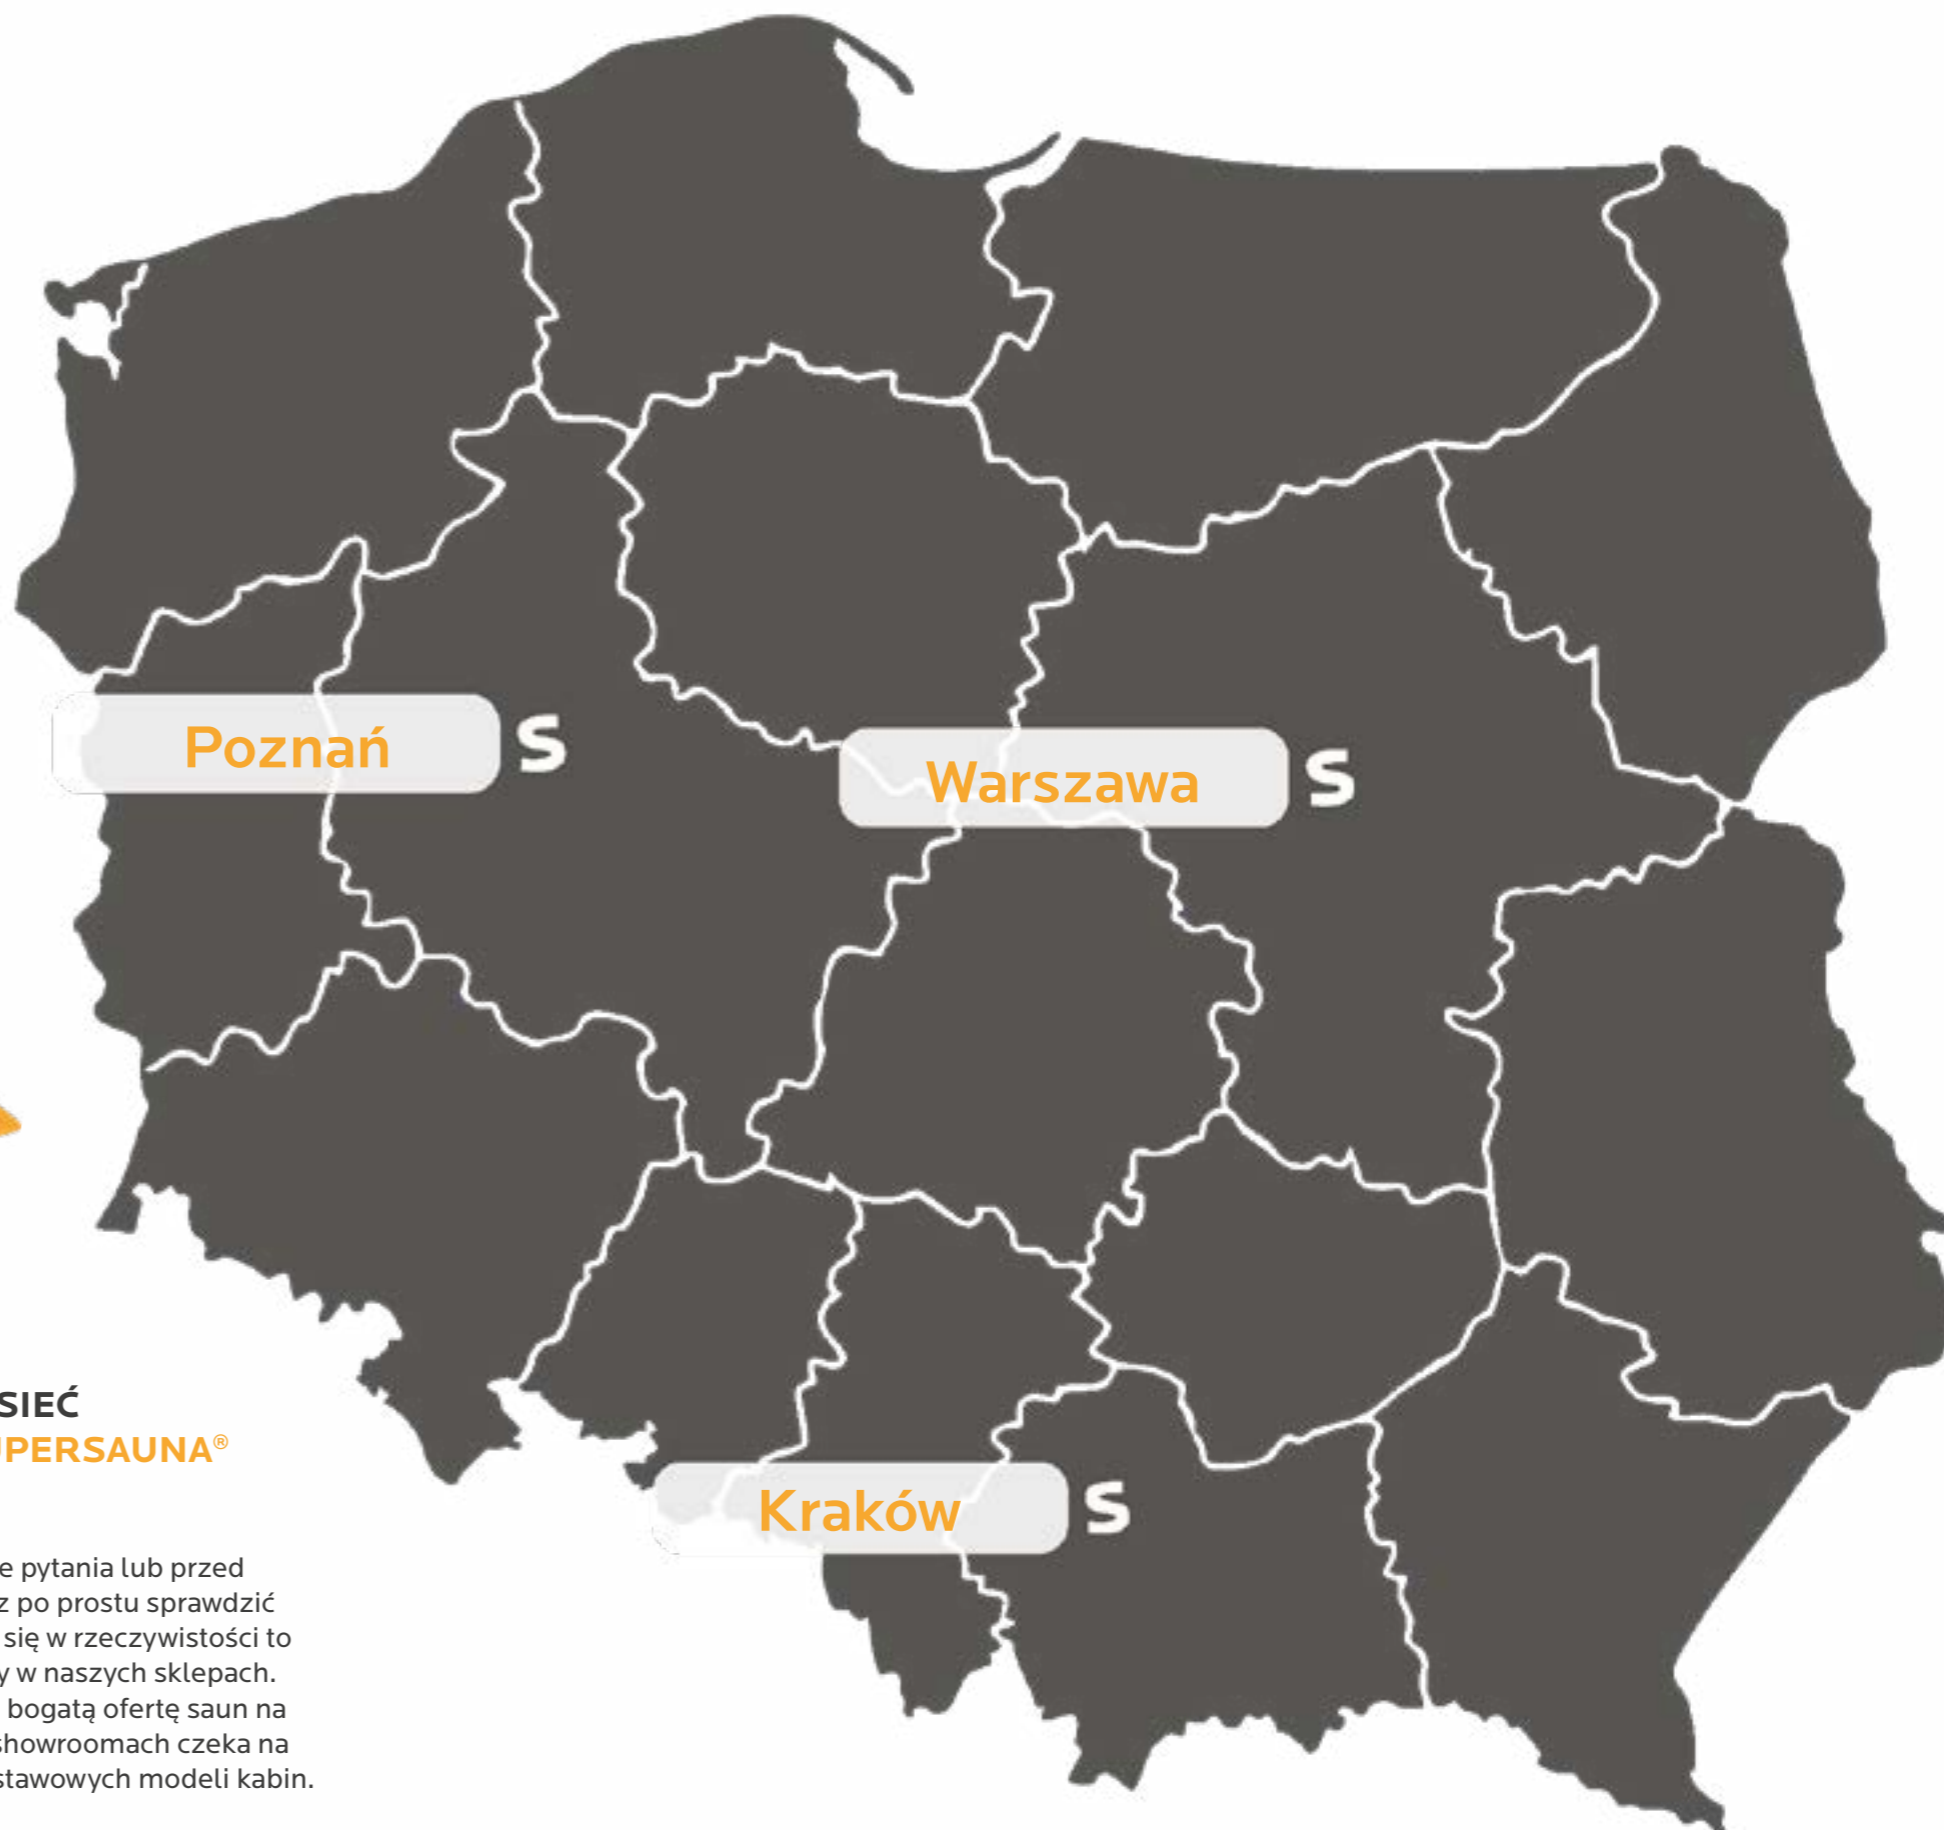 Poznań S
Warszawa S
SIEĆ
UPERSAUNA®
Kraków S
e pytania lub przed
z po prostu sprawdzić
się w rzeczywistości to
y w naszych sklepach.
bogatą ofertę saun na
showroomach czeka na
stawowych modeli kabin.